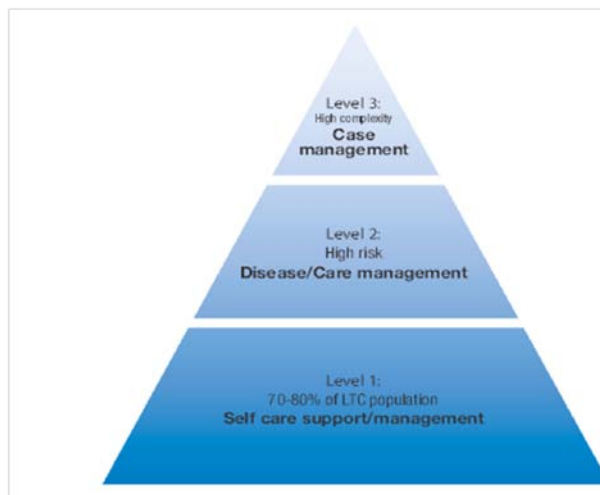 Level 3:
High complexity
Case
management
Level 2:
High risk
Disease/Care management
Level 1:
70-80% of LTC population
Self care support/management